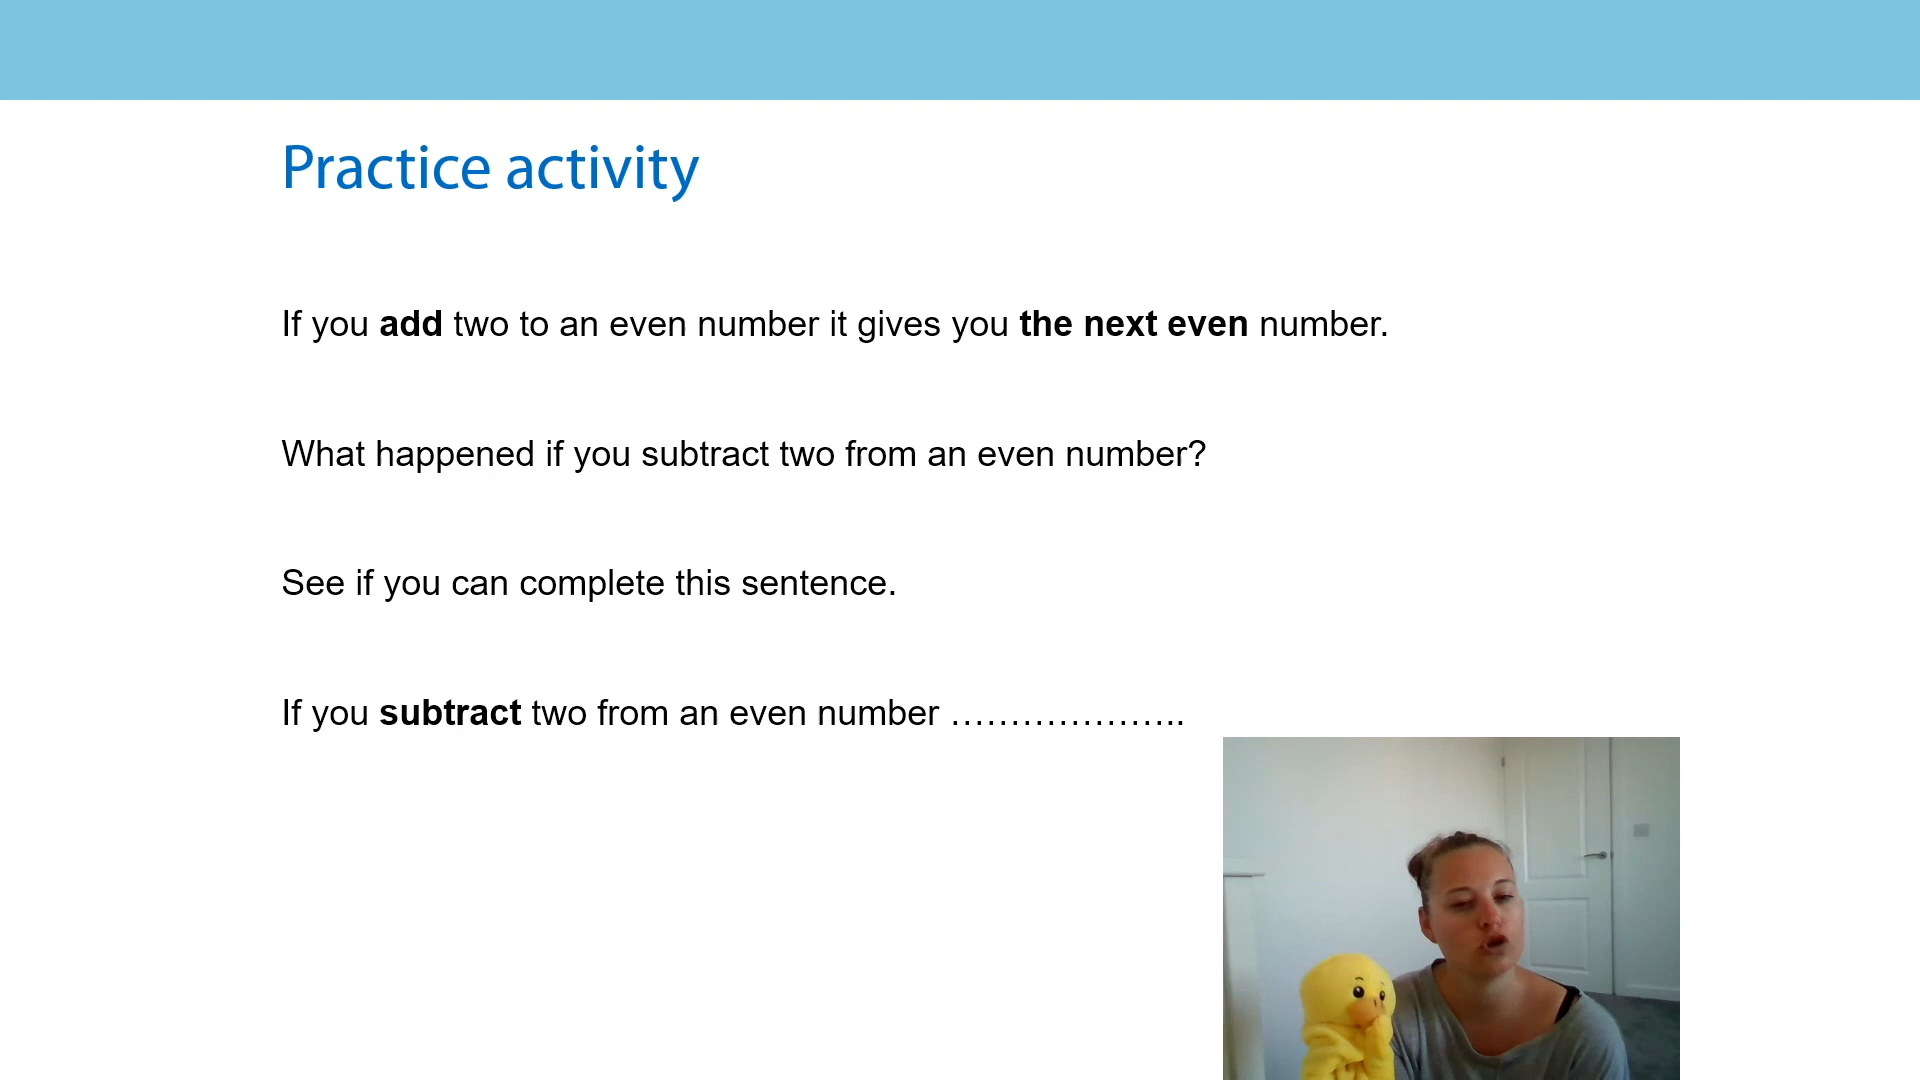 Practice activity
If you add two to an even number it gives you the next even number.
What happened if you subtract two from an even number?
See if you can complete this sentence.
If you subtract two from an even number ………………..